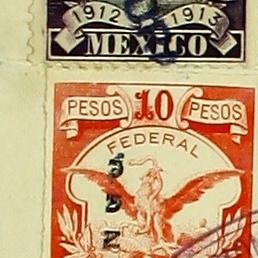 1912 1913
MEXICO
PESOS 10 PESOS
FEDERAL